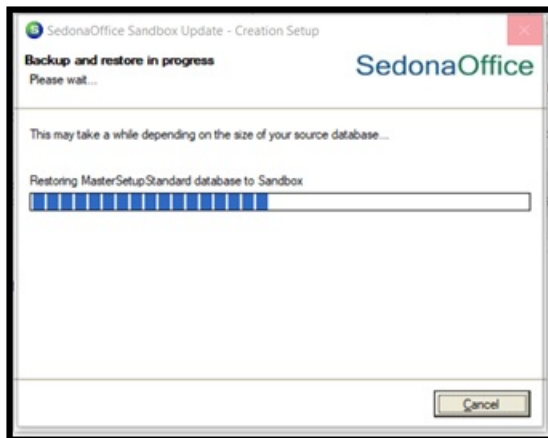 SedonaOffice Sandbox Update - Creation Setup
Backup and restore in progress
Please wait...
SedonaOffice
This may take a while depending on the size of your source database...
Restoring MasterSetupStandard database to Sandbox
Cancel